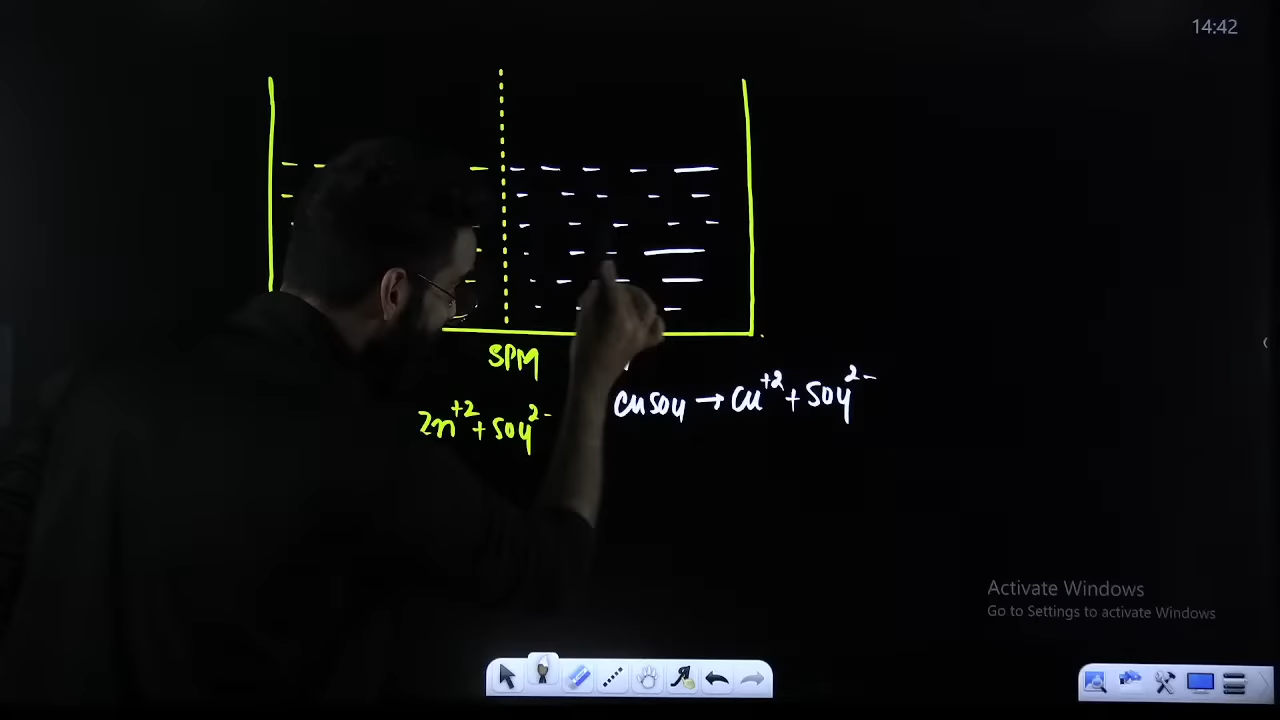 14:42
SPM
Zn+2 + SO4 2-
CuSO4 → Cu+2 + SO4 2-
Activate Windows
Go to Settings to activate Windows